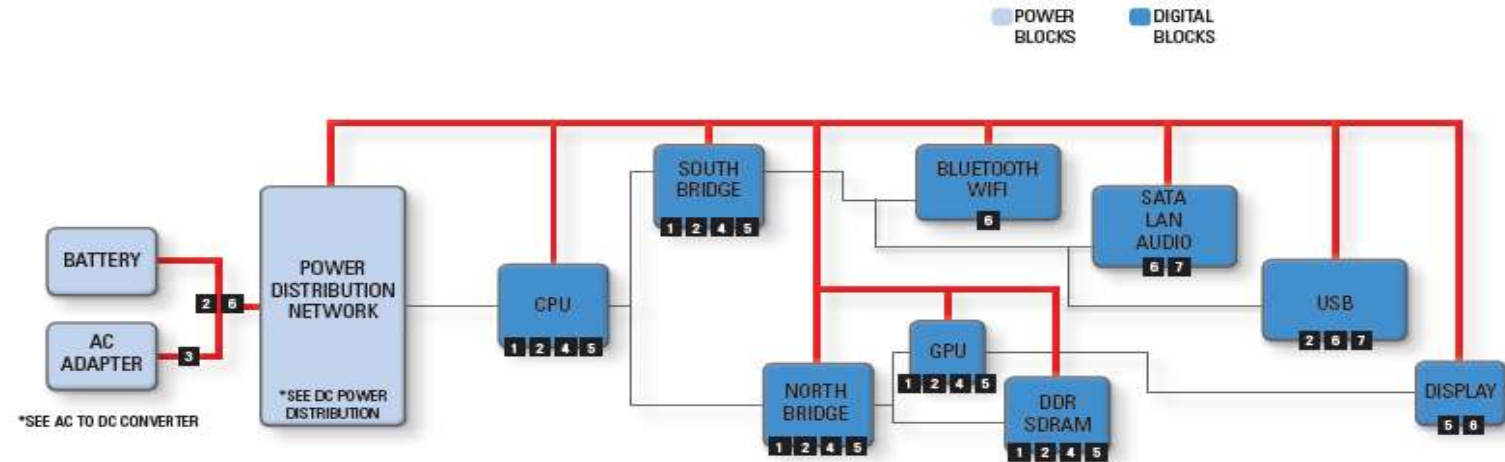 POWER
BLOCKS
DIGITAL
BLOCKS
SOUTH
BRIDGE
1 2 4 5
BLUETOOTH
WIFI
6
SATA
LAN
AUDIO
6 7
BATTERY
2 6
POWER
DISTRIBUTION
NETWORK
*SEE DC POWER
DISTRIBUTION
CPU
1 2 4 5
USB
2 6 7
AC
ADAPTER
3
*SEE AC TO DC CONVERTER
GPU
1 2 4 5
NORTH
BRIDGE
1 2 4 5
DDR
SDRAM
1 2 4 5
DISPLAY
5 6